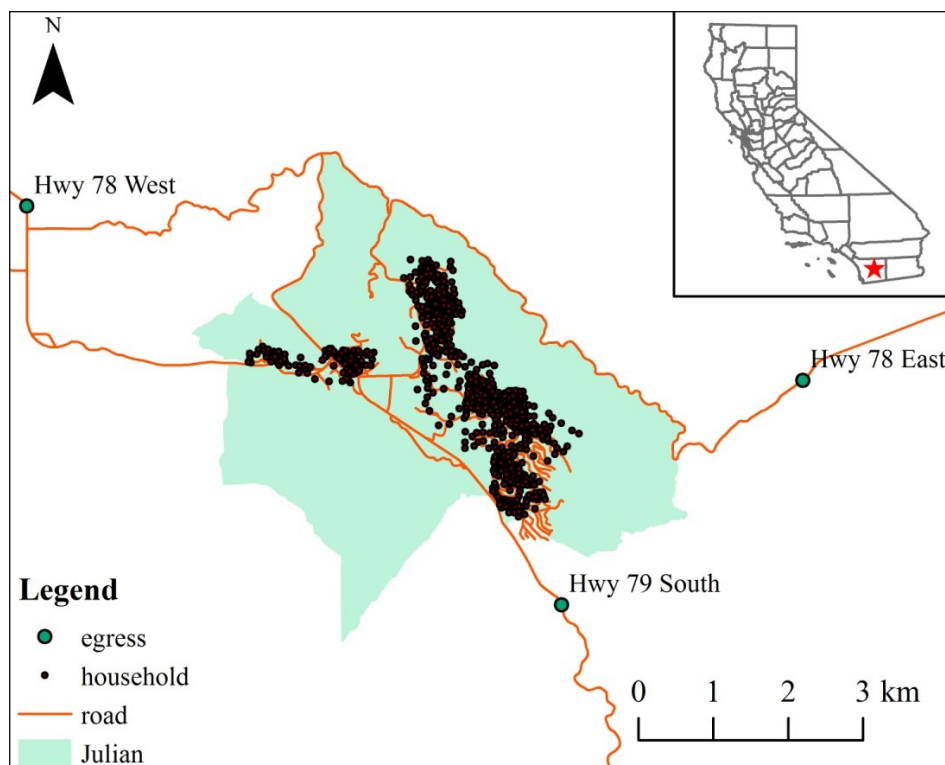 N
Hwy 78 West
Hwy 78 East
Hwy 79 South
Legend
egress
household
road
Julian
0 1 2 3 km